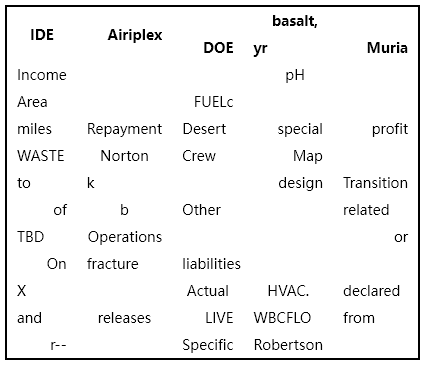 IDE Airiplex DOE basalt, yr Muria
Income pH
Area FUELc
miles Repayment Desert special profit
WASTE Norton Crew Map
to k design Transition
of b Other related
TBD Operations or
On fracture liabilities
X Actual HVAC. declared
and releases LIVE WBCFLO from
r-- Specific Robertson